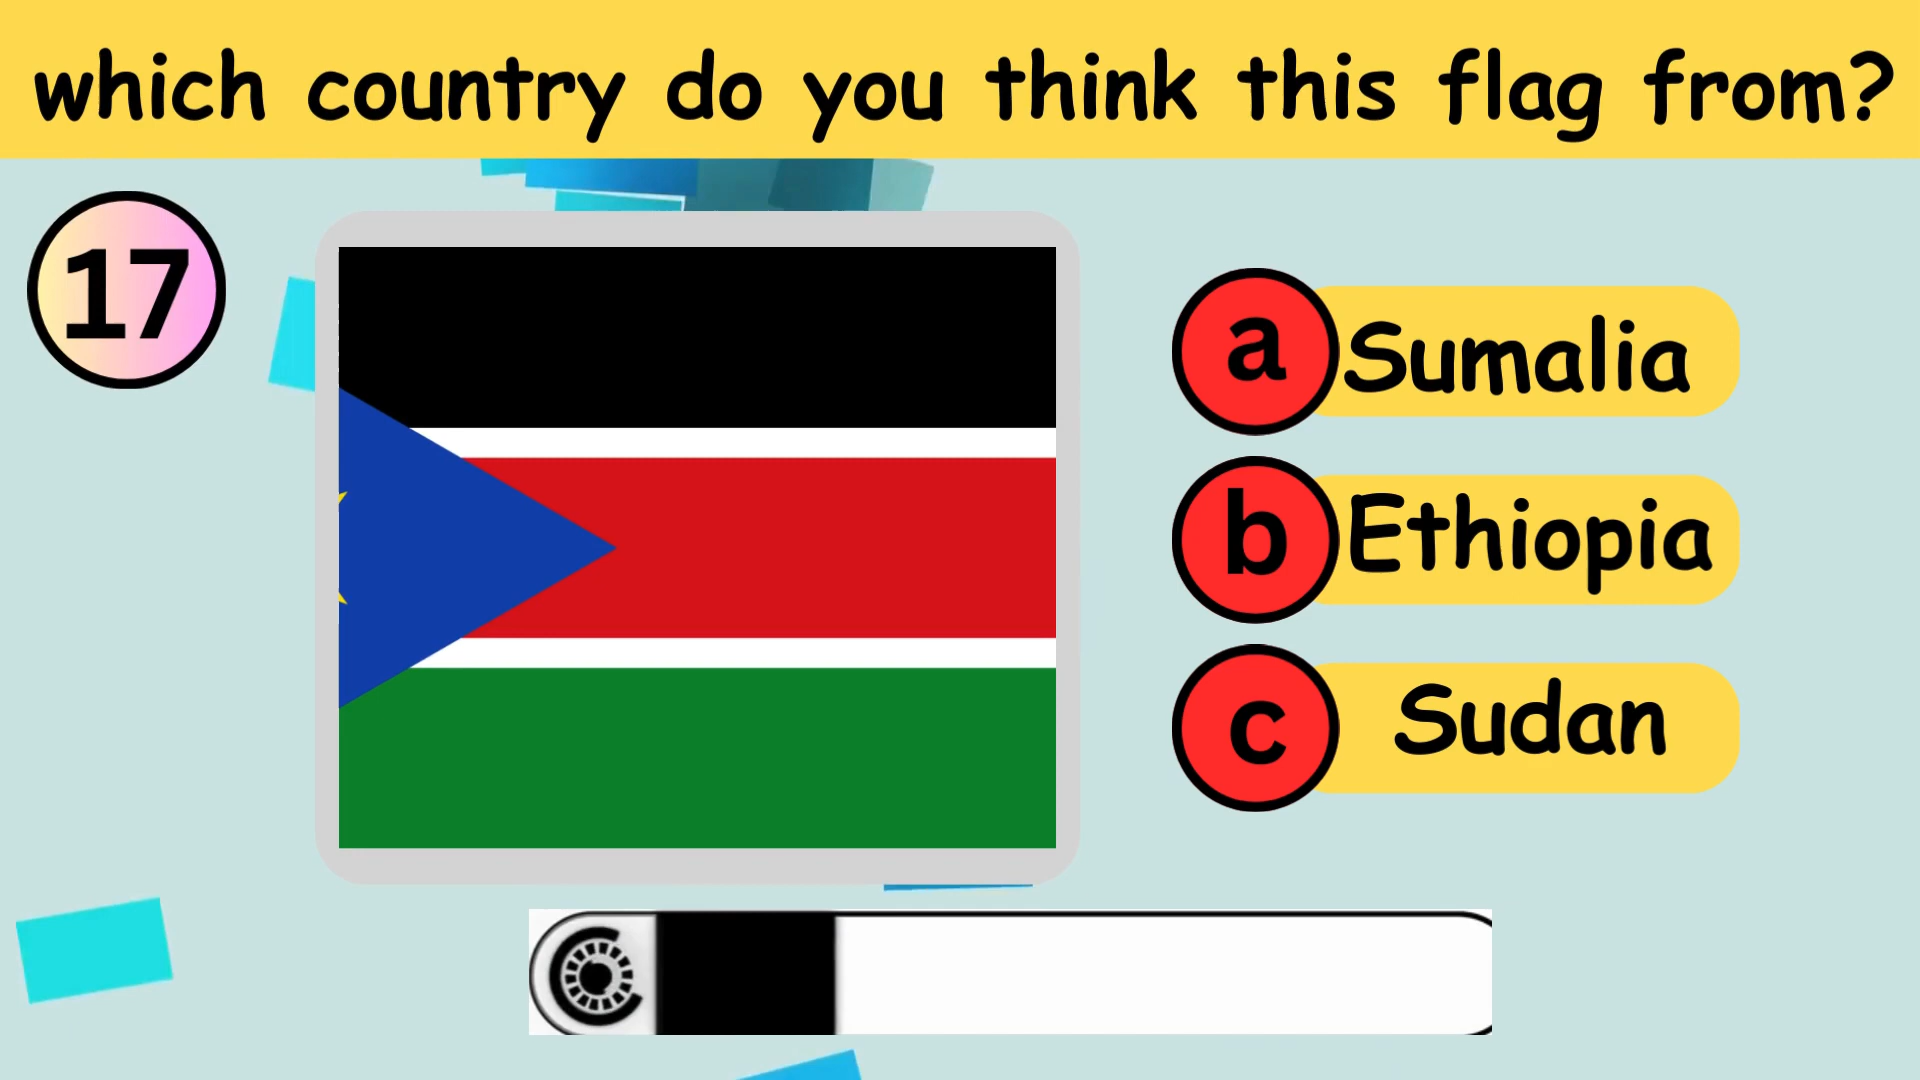 which country do you think this flag from?
17
a Sumalia
b Ethiopia
c Sudan